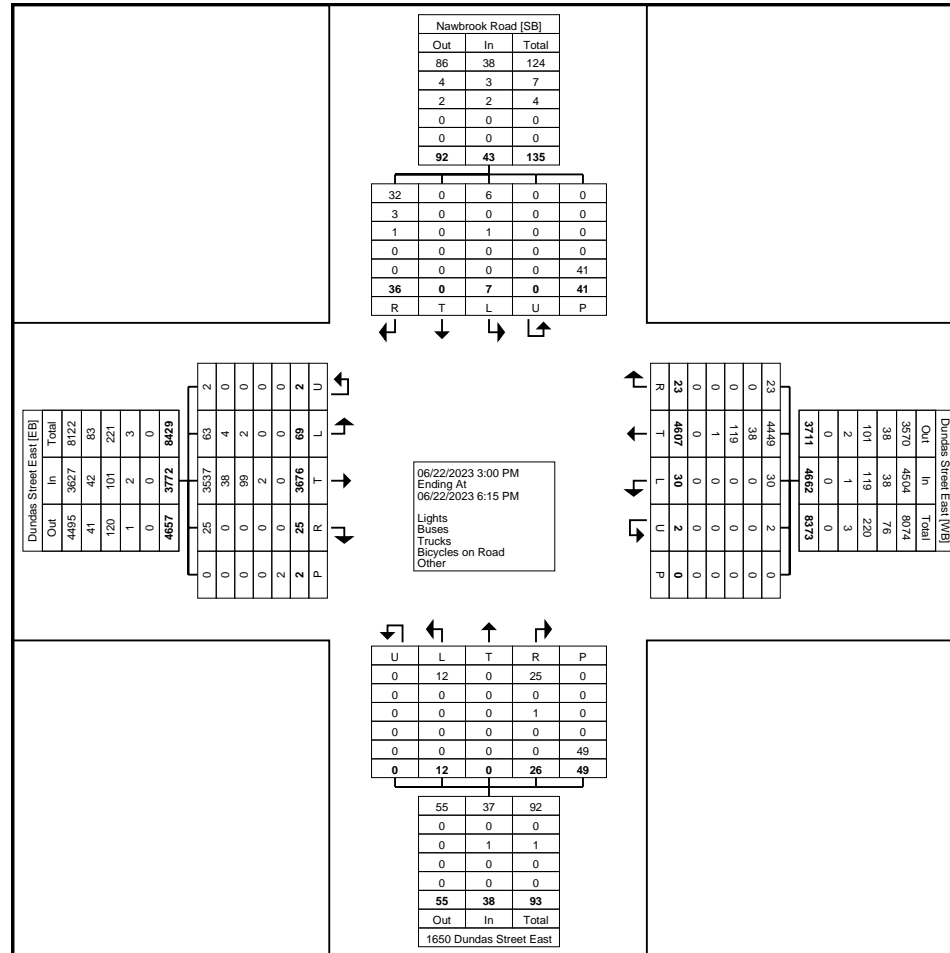 Nawbrook Road [SB]
Out In Total
86 38 124
4 3 7
2 2 4
0 0 0
0 0 0
92 43 135
32 0 6 0 0
3 0 0 0 0
1 0 1 0 0
0 0 0 0 0
0 0 0 0 41
36 0 7 0 41
R T L U P
Dundas Street East [EB]
Out In Total
4495 3627 8122
41 42 83
120 101 221
1 2 3
0 0 0
4657 3772 8429
2 63 3537 25 0
0 4 38 0 0
0 2 99 0 0
0 0 2 0 0
0 0 0 0 2
2 69 3676 25 2
U L T R P
06/22/2023 3:00 PM
Ending At
06/22/2023 6:15 PM
Lights
Buses
Trucks
Bicycles on Road
Other
Dundas Street East [WB]
Out In Total
3570 4504 8074
38 38 76
101 119 220
2 1 3
0 0 0
3711 4662 8373
23 4449 30 2 0
0 38 0 0 0
0 119 0 0 0
0 1 0 0 0
0 0 0 0 0
23 4607 30 2 0
R T L U P
U L T R P
0 12 0 25 0
0 0 0 0 0
0 0 0 1 0
0 0 0 0 0
0 0 0 0 49
0 12 0 26 49
55 37 92
0 0 0
0 1 1
0 0 0
0 0 0
55 38 93
Out In Total
1650 Dundas Street East